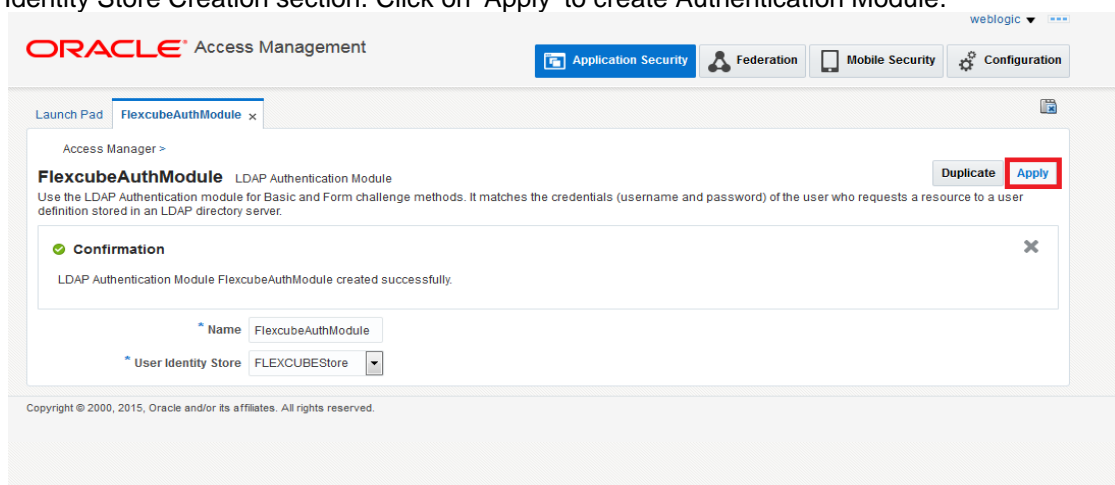 Identity Store Creation section. Click on 'Apply' to create Authentication Module.
weblogic
ORACLE Access Management
Application Security Federation Mobile Security Configuration
Launch Pad FlexcubeAuthModule x
Access Manager >
FlexcubeAuthModule LDAP Authentication Module
Duplicate Apply
Use the LDAP Authentication module for Basic and Form challenge methods. It matches the credentials (username and password) of the user who requests a resource to a user
definition stored in an LDAP directory server.
Confirmation
LDAP Authentication Module FlexcubeAuthModule created successfully.
* Name FlexcubeAuthModule
* User Identity Store FLEXCUBEStore
Copyright © 2000, 2015, Oracle and/or its affiliates. All rights reserved.